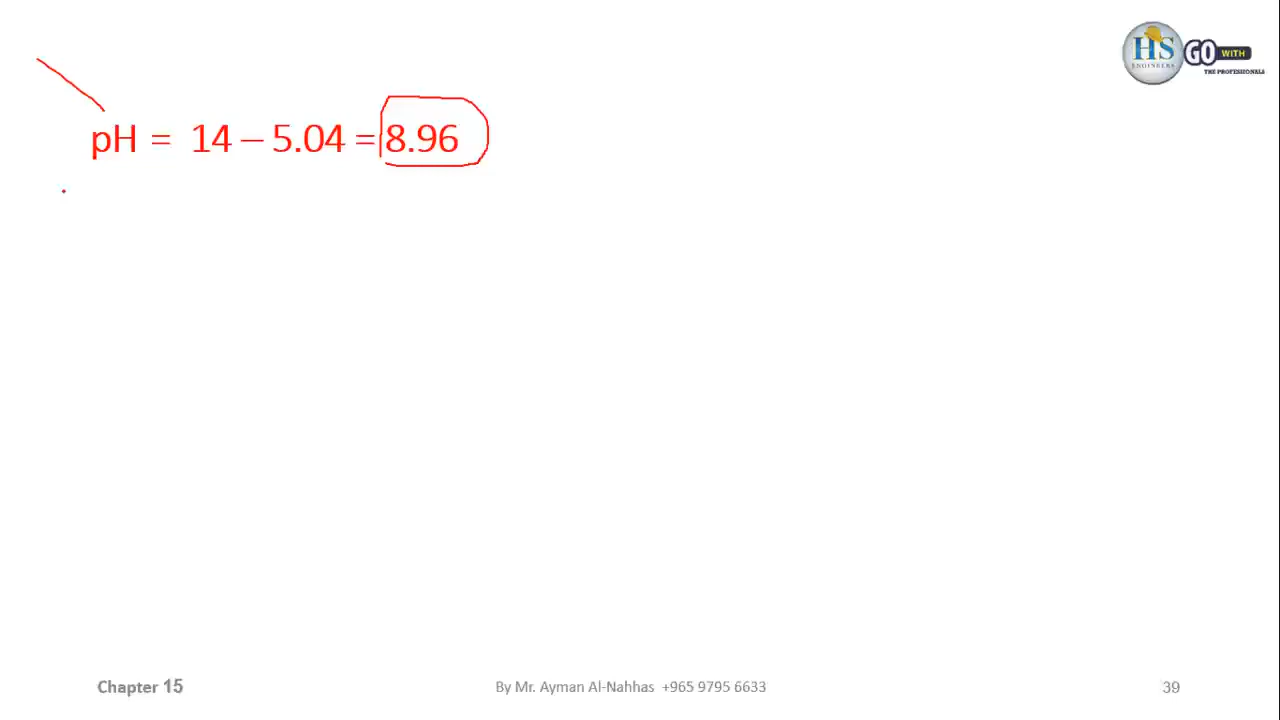 HS
ENGINEERS
GO WITH
THE PROFESSIONALS
pH = 14 – 5.04 = 8.96
Chapter 15
By Mr. Ayman Al-Nahhas +965 9795 6633
39